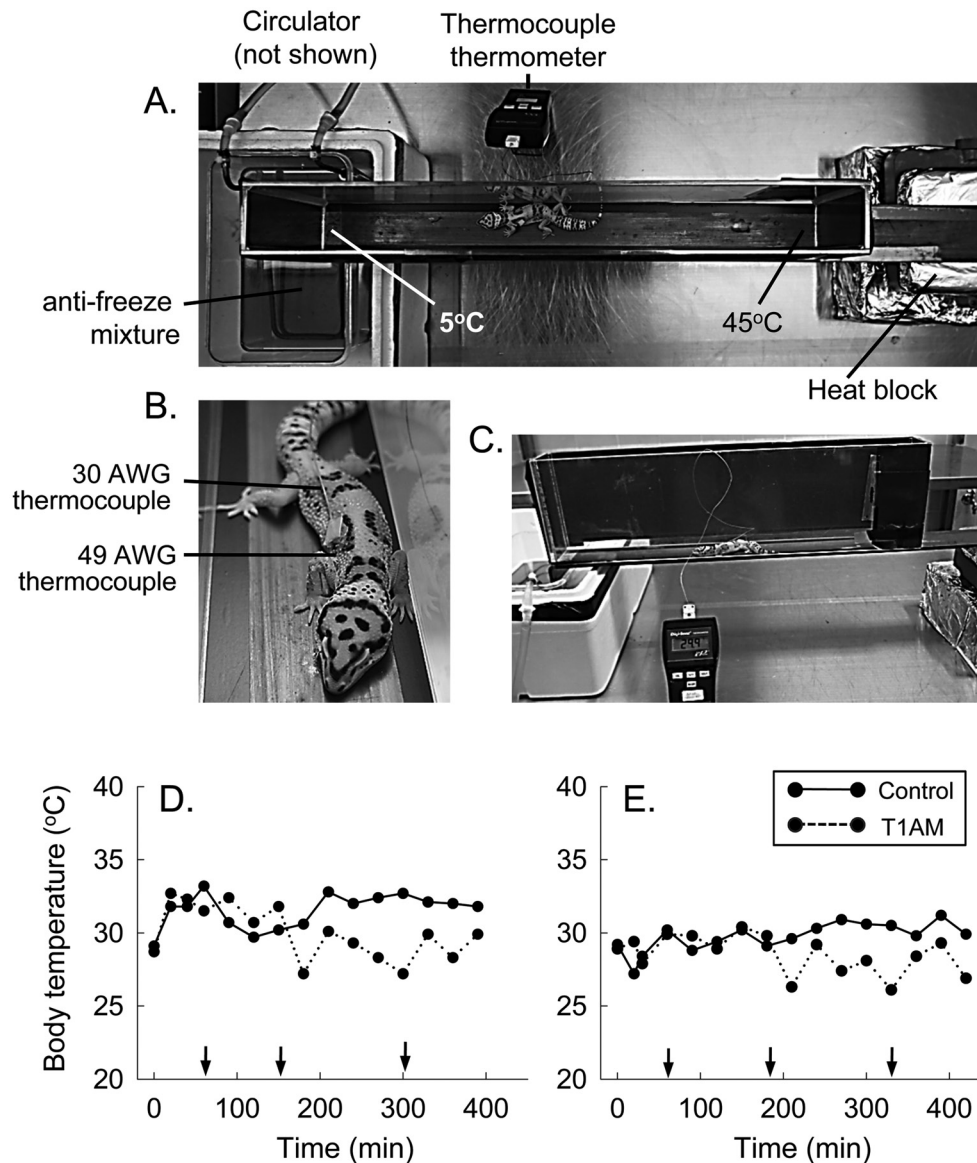 Circulator
(not shown)
Thermocouple
thermometer
A.
anti-freeze
mixture
5°C
45°C
Heat block
B.
30 AWG
thermocouple
49 AWG
thermocouple
C.
Body temperature (°C)
40
35
30
25
20
D.
0
100
200
300
400
Time (min)
40
35
30
25
20
E.
Control
T1AM
0
100
200
300
400
Time (min)